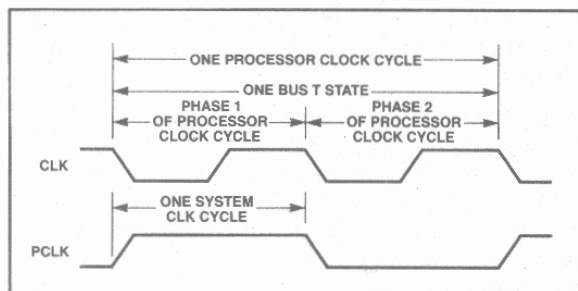 ONE PROCESSOR CLOCK CYCLE
ONE BUS T STATE
PHASE 1
OF PROCESSOR
CLOCK CYCLE
PHASE 2
OF PROCESSOR
CLOCK CYCLE
CLK
ONE SYSTEM
CLK CYCLE
PCLK